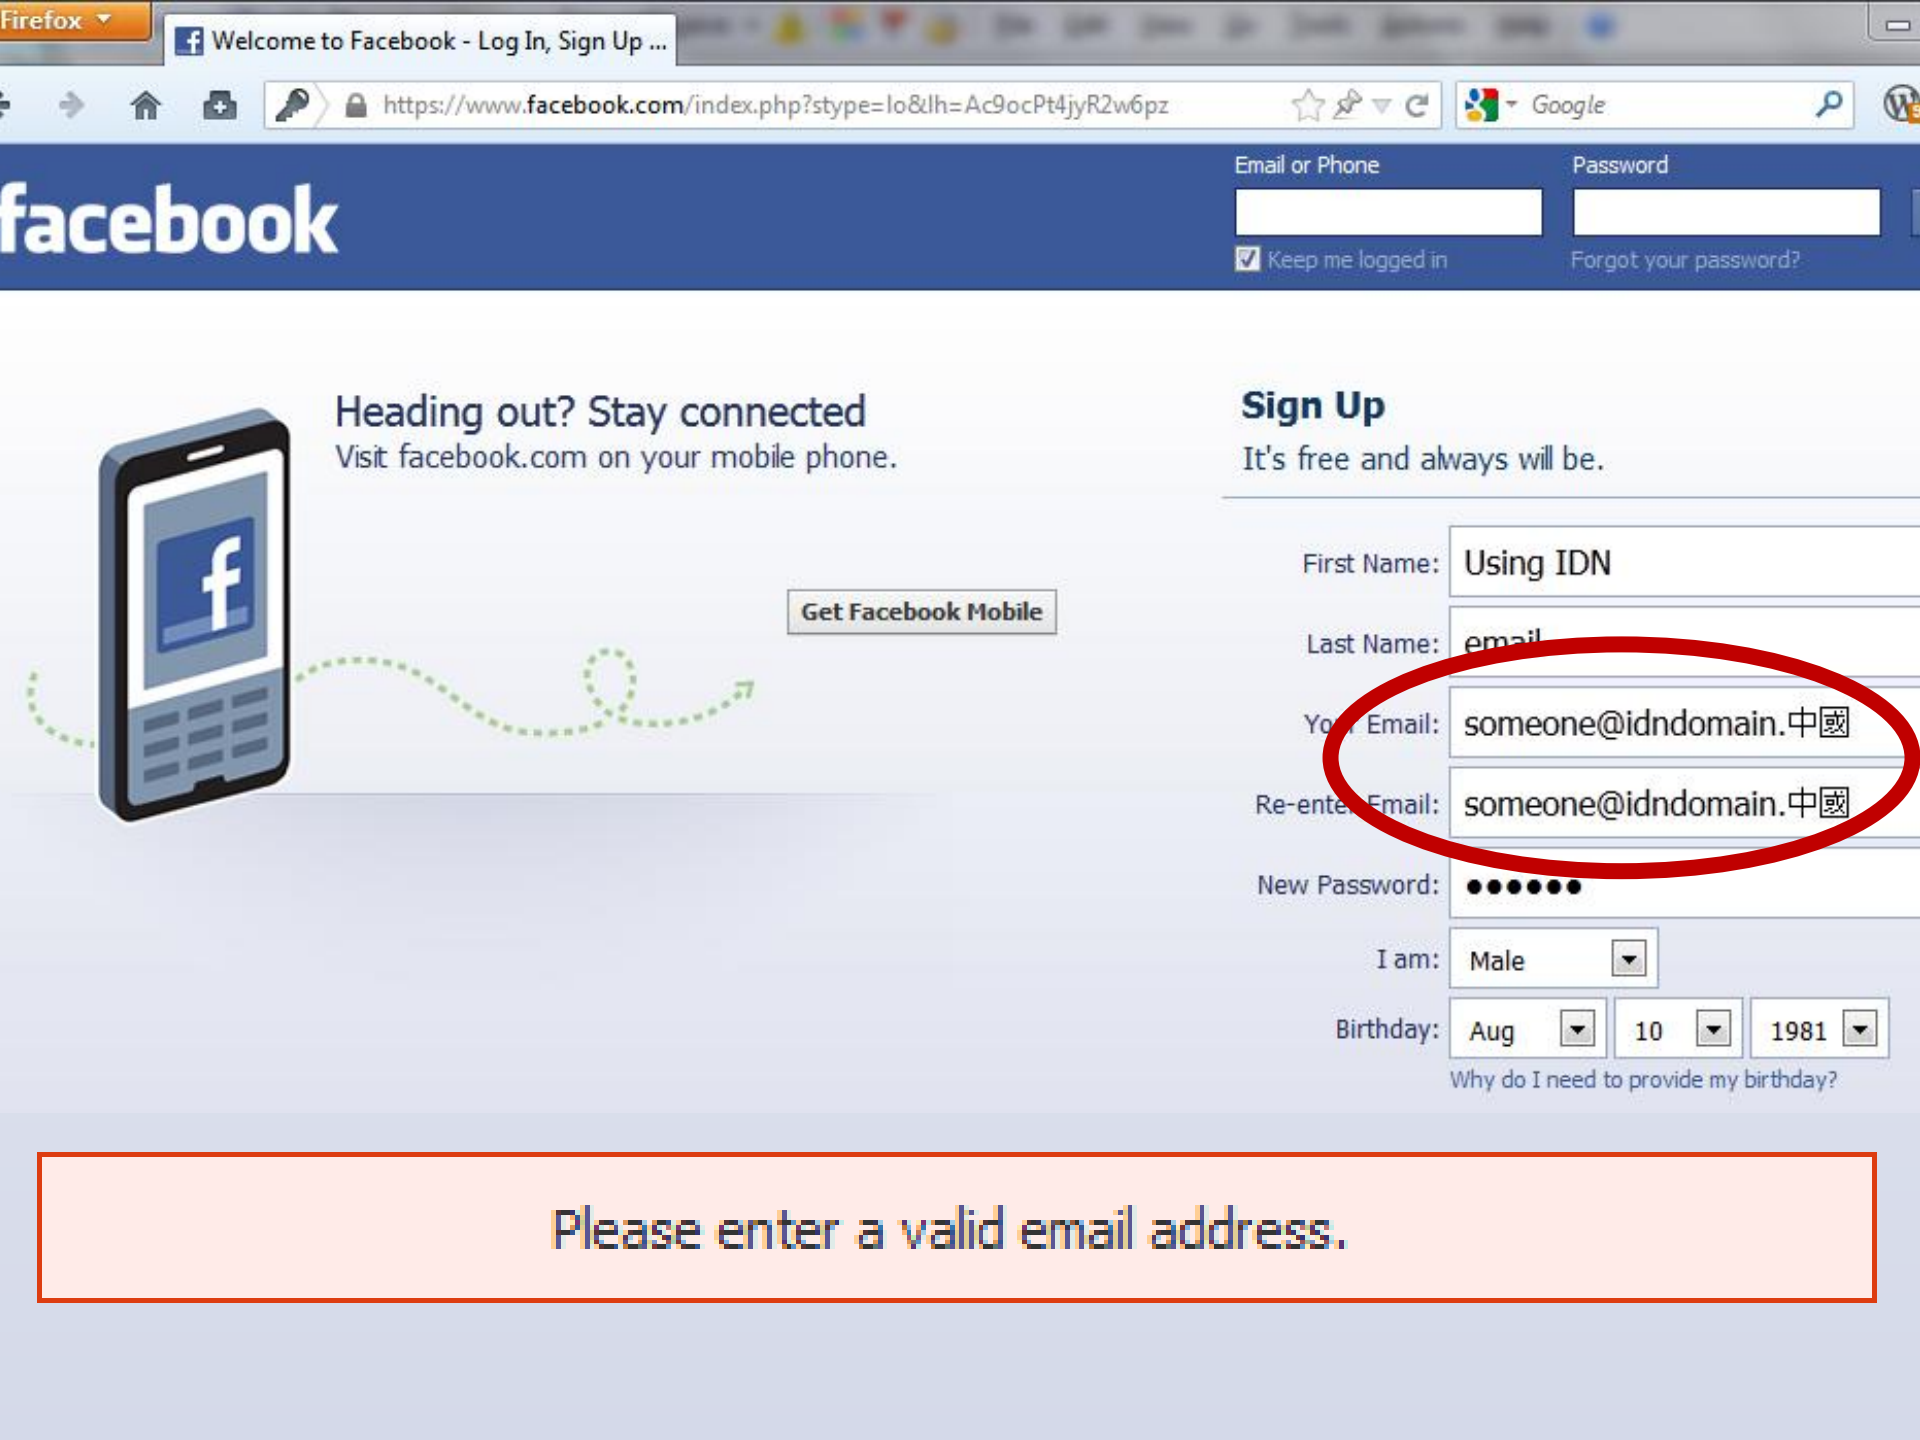 Firefox
Welcome to Facebook - Log In, Sign Up ...
https://www.facebook.com/index.php?stype=lo&lh=Ac9ocPt4jyR2w6pz
Google
facebook
Email or Phone
Password
Keep me logged in
Forgot your password?
Heading out? Stay connected
Visit facebook.com on your mobile phone.
Get Facebook Mobile
Sign Up
It's free and always will be.
First Name: Using IDN
Last Name: email
Your Email: someone@idndomain.中國
Re-enter Email: someone@idndomain.中國
New Password: ••••••
I am: Male
Birthday: Aug 10 1981
Why do I need to provide my birthday?
Please enter a valid email address.